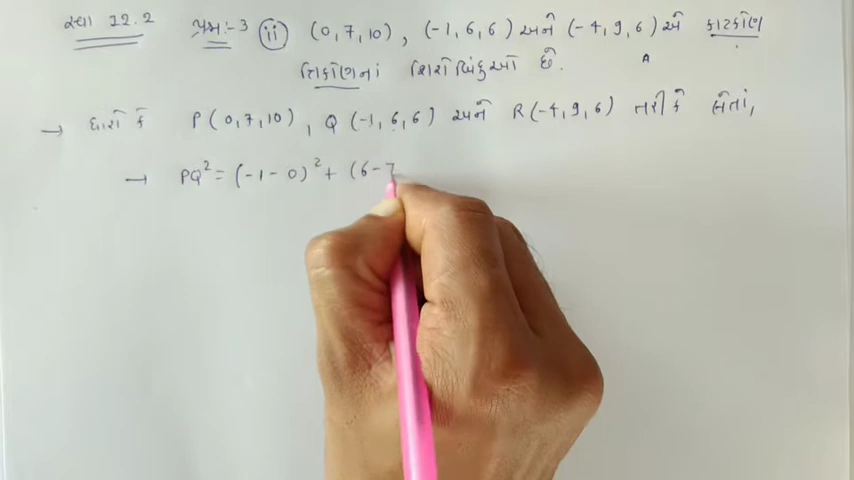 સ્વા 12.2 પ્રશ્ન:-3 (ii) (0,7,10), (-1,6,6) અને (-4,9,6) એ કાટકોણ
ત્રિકોણનાં શિરોબિંદુઓ છે.
→ ધારો કે P(0,7,10), Q(-1,6,6) અને R(-4,9,6) તરીકે લેતાં,
→ PQ² = (-1-0)² + (6-7